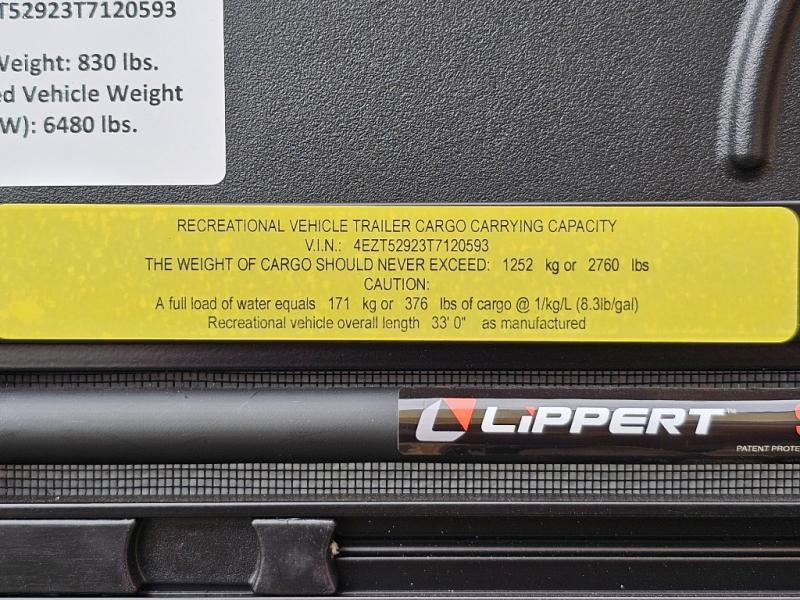 T52923T7120593
Weight: 830 lbs.
ed Vehicle Weight
W): 6480 lbs.
RECREATIONAL VEHICLE TRAILER CARGO CARRYING CAPACITY
V.I.N.: 4EZT52923T7120593
THE WEIGHT OF CARGO SHOULD NEVER EXCEED: 1252 kg or 2760 lbs
CAUTION:
A full load of water equals 171 kg or 376 lbs of cargo @ 1/kg/L (8.3lb/gal)
Recreational vehicle overall length 33' 0" as manufactured
LIPPERT™
PATENT PROTE